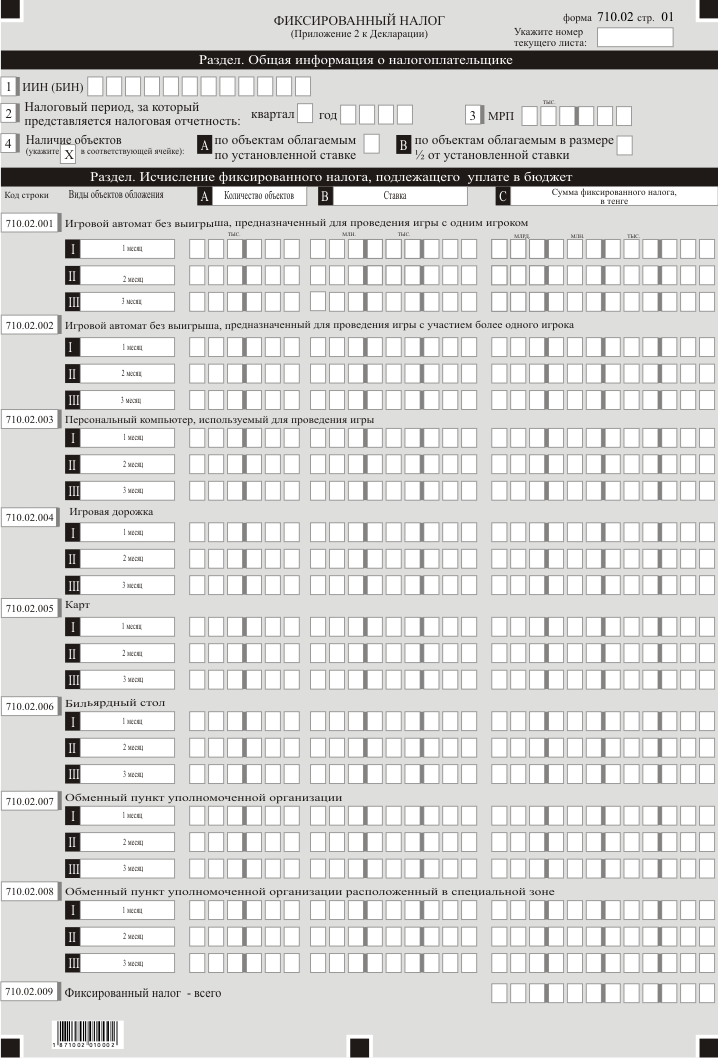 ФИКСИРОВАННЫЙ НАЛОГ
(Приложение 2 к Декларации)
форма 710.02 стр. 01
Укажите номер
текущего листа:
Раздел. Общая информация о налогоплательщике
1 ИИН (БИН)
2 Налоговый период, за который
представляется налоговая отчетность: квартал год
тыс.
3 МРП
4 Наличие объектов
(укажите X в соответствующей ячейке):
A по объектам облагаемым
по установленной ставке
B по объектам облагаемым в размере
½ от установленной ставки
Раздел. Исчисление фиксированного налога, подлежащего уплате в бюджет
Код строки Виды объектов обложения A Количество объектов B Ставка C Сумма фиксированного налога,
в тенге
710.02.001 Игровой автомат без выигрыша, предназначенный для проведения игры с одним игроком
тыс. млн. тыс. млрд. млн. тыс.
I 1 месяц
II 2 месяц
III 3 месяц
710.02.002 Игровой автомат без выигрыша, предназначенный для проведения игры с участием более одного игрока
I 1 месяц
II 2 месяц
III 3 месяц
710.02.003 Персональный компьютер, используемый для проведения игры
I 1 месяц
II 2 месяц
III 3 месяц
710.02.004 Игровая дорожка
I 1 месяц
II 2 месяц
III 3 месяц
710.02.005 Карт
I 1 месяц
II 2 месяц
III 3 месяц
710.02.006 Бильярдный стол
I 1 месяц
II 2 месяц
III 3 месяц
710.02.007 Обменный пункт уполномоченной организации
I 1 месяц
II 2 месяц
III 3 месяц
710.02.008 Обменный пункт уполномоченной организации расположенный в специальной зоне
I 1 месяц
II 2 месяц
III 3 месяц
710.02.009 Фиксированный налог - всего
1 871002 010002